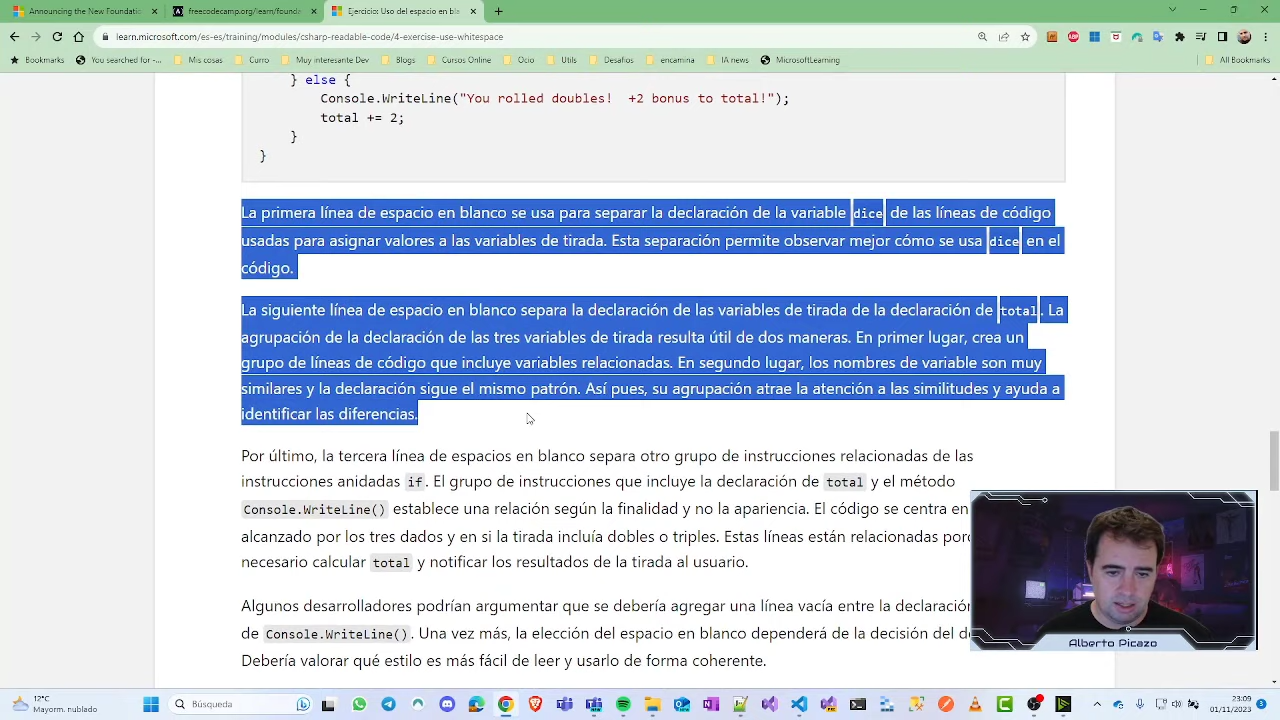 Announcing the New Foundatio
freecodecamp.org/learn/founda
Ejercicio: Uso del espacio en bla
learn.microsoft.com/es-es/training/modules/csharp-readable-code/4-exercise-use-whitespace
Bookmarks
You searched for -...
Mis cosas
Curro
Muy interesante Dev
Blogs
Cursos Online
Ocio
Utils
Desafios
encamina
IA news
MicrosoftLearning
All Bookmarks
} else {
Console.WriteLine("You rolled doubles!  +2 bonus to total!");
total += 2;
}
}
La primera línea de espacio en blanco se usa para separar la declaración de la variable dice de las líneas de código
usadas para asignar valores a las variables de tirada. Esta separación permite observar mejor cómo se usa dice en el
código.
La siguiente línea de espacio en blanco separa la declaración de las variables de tirada de la declaración de total. La
agrupación de la declaración de las tres variables de tirada resulta útil de dos maneras. En primer lugar, crea un
grupo de líneas de código que incluye variables relacionadas. En segundo lugar, los nombres de variable son muy
similares y la declaración sigue el mismo patrón. Así pues, su agrupación atrae la atención a las similitudes y ayuda a
identificar las diferencias.
Por último, la tercera línea de espacios en blanco separa otro grupo de instrucciones relacionadas de las
instrucciones anidadas if. El grupo de instrucciones que incluye la declaración de total y el método
Console.WriteLine() establece una relación según la finalidad y no la apariencia. El código se centra en
alcanzado por los tres dados y en si la tirada incluía dobles o triples. Estas líneas están relacionadas porq
necesario calcular total y notificar los resultados de la tirada al usuario.
Algunos desarrolladores podrían argumentar que se debería agregar una línea vacía entre la declaración
de Console.WriteLine(). Una vez más, la elección del espacio en blanco dependerá de la decisión del de
Debería valorar qué estilo es más fácil de leer y usarlo de forma coherente.
Alberto Picazo
12°C
Mayorm. nublado
Búsqueda
23:09
01/11/2023